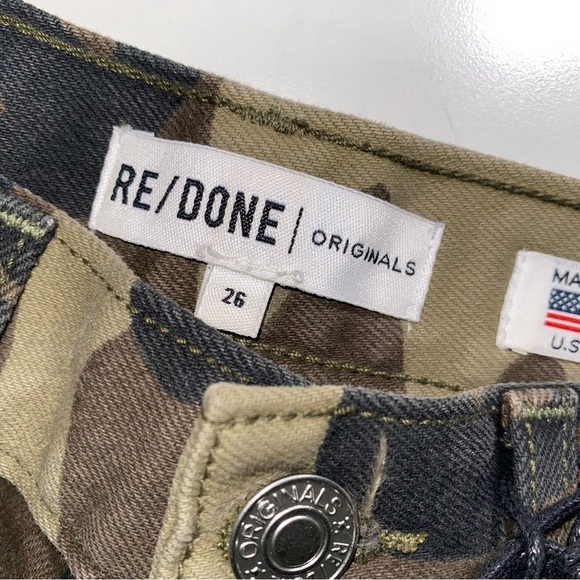 RE/DONE | ORIGINALS
26
MA
U.S
ORIGINALS & RE